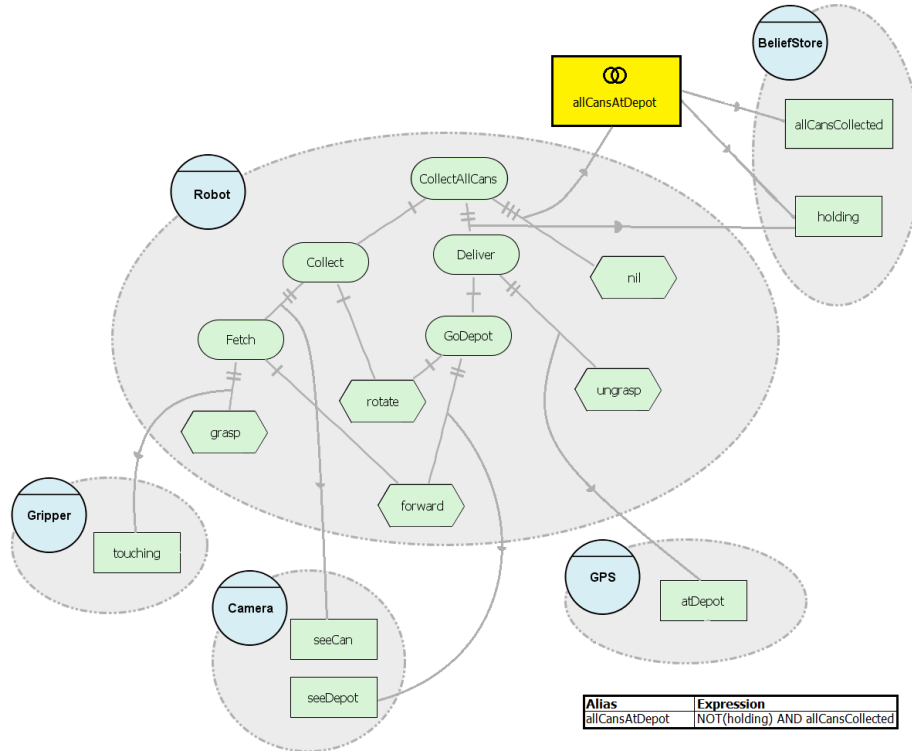 BeliefStore
allCansAtDepot
allCansCollected
CollectAllCans
Robot
holding
Collect
Deliver
nil
Fetch
GoDepot
rotate
ungrasp
grasp
forward
Gripper
touching
GPS
Camera
atDepot
seeCan
seeDepot
Alias Expression
allCansAtDepot NOT(holding) AND allCansCollected